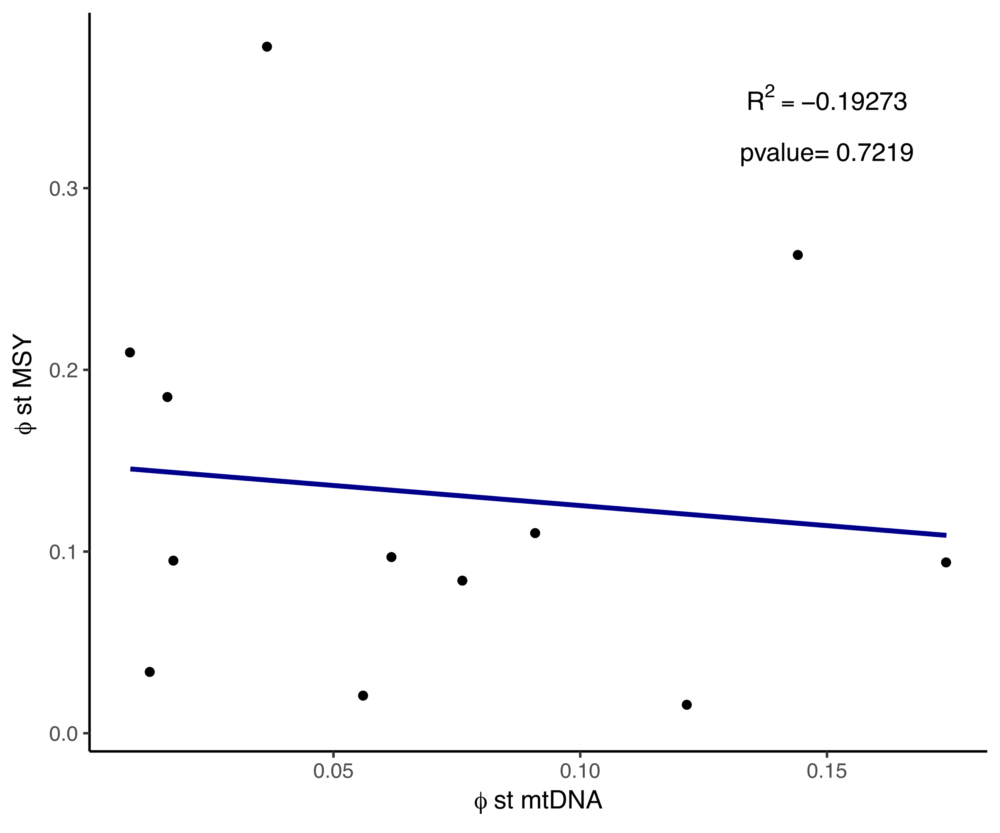 R² = −0.19273
pvalue= 0.7219
0.3
0.2
0.1
0.0
ϕ st MSY
0.05 0.10 0.15
ϕ st mtDNA